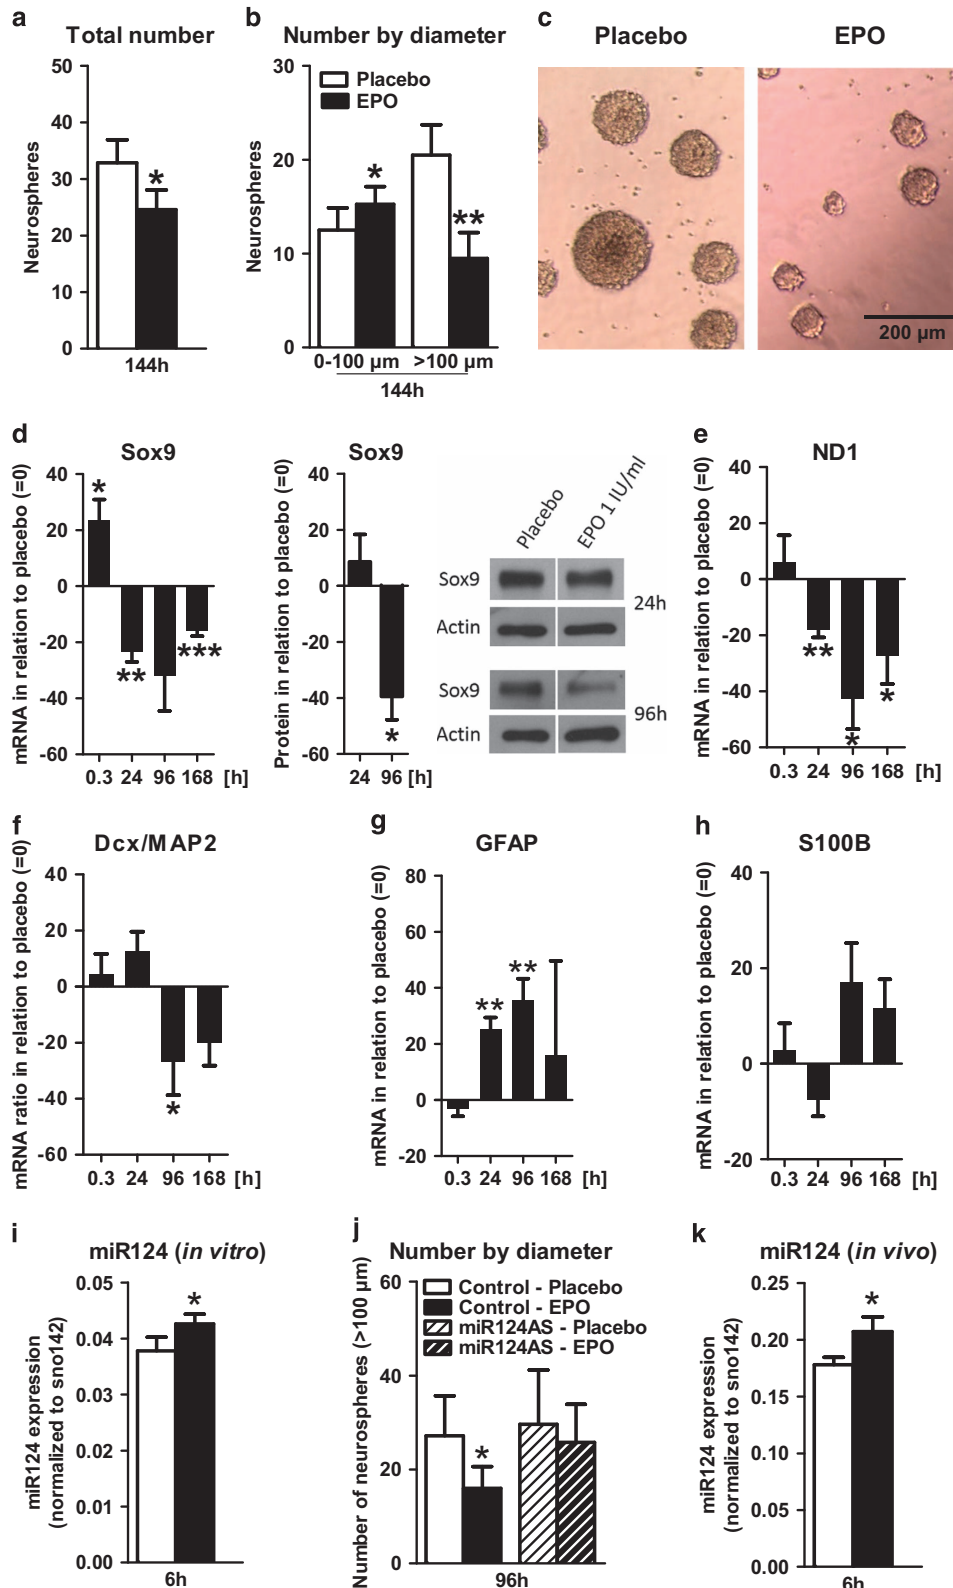 a
Total number
Neurospheres
50
40
30
20
10
0
*
144h
b
Number by diameter
Neurospheres
30
20
10
0
Placebo
EPO
*
**
0-100 µm >100 µm
144h
c
Placebo
EPO
200 µm
d
Sox9
mRNA in relation to placebo (=0)
40
20
0
-20
-40
-60
*
**
***
0.3 24 96 168 [h]
Sox9
Protein in relation to placebo (=0)
40
20
0
-20
-40
-60
*
24 96 [h]
Placebo
EPO 1 IU/ml
Sox9
Actin
24h
Sox9
Actin
96h
e
ND1
mRNA in relation to placebo (=0)
40
20
0
-20
-40
-60
**
*
*
0.3 24 96 168 [h]
f
Dcx/MAP2
mRNA ratio in relation to placebo (=0)
40
20
0
-20
-40
-60
*
0.3 24 96 168 [h]
g
GFAP
mRNA in relation to placebo (=0)
80
60
40
20
0
-20
**
**
0.3 24 96 168 [h]
h
S100B
mRNA in relation to placebo (=0)
40
20
0
-20
0.3 24 96 168 [h]
i
miR124 (in vitro)
miR124 expression
(normalized to sno142)
0.05
0.04
0.03
0.02
0.01
0.00
*
6h
j
Number by diameter
Number of neurospheres (>100 µm)
60
40
20
0
Control - Placebo
Control - EPO
miR124AS - Placebo
miR124AS - EPO
*
96h
k
miR124 (in vivo)
miR124 expression
(normalized to sno142)
0.25
0.20
0.15
0.10
0.05
0.00
*
6h